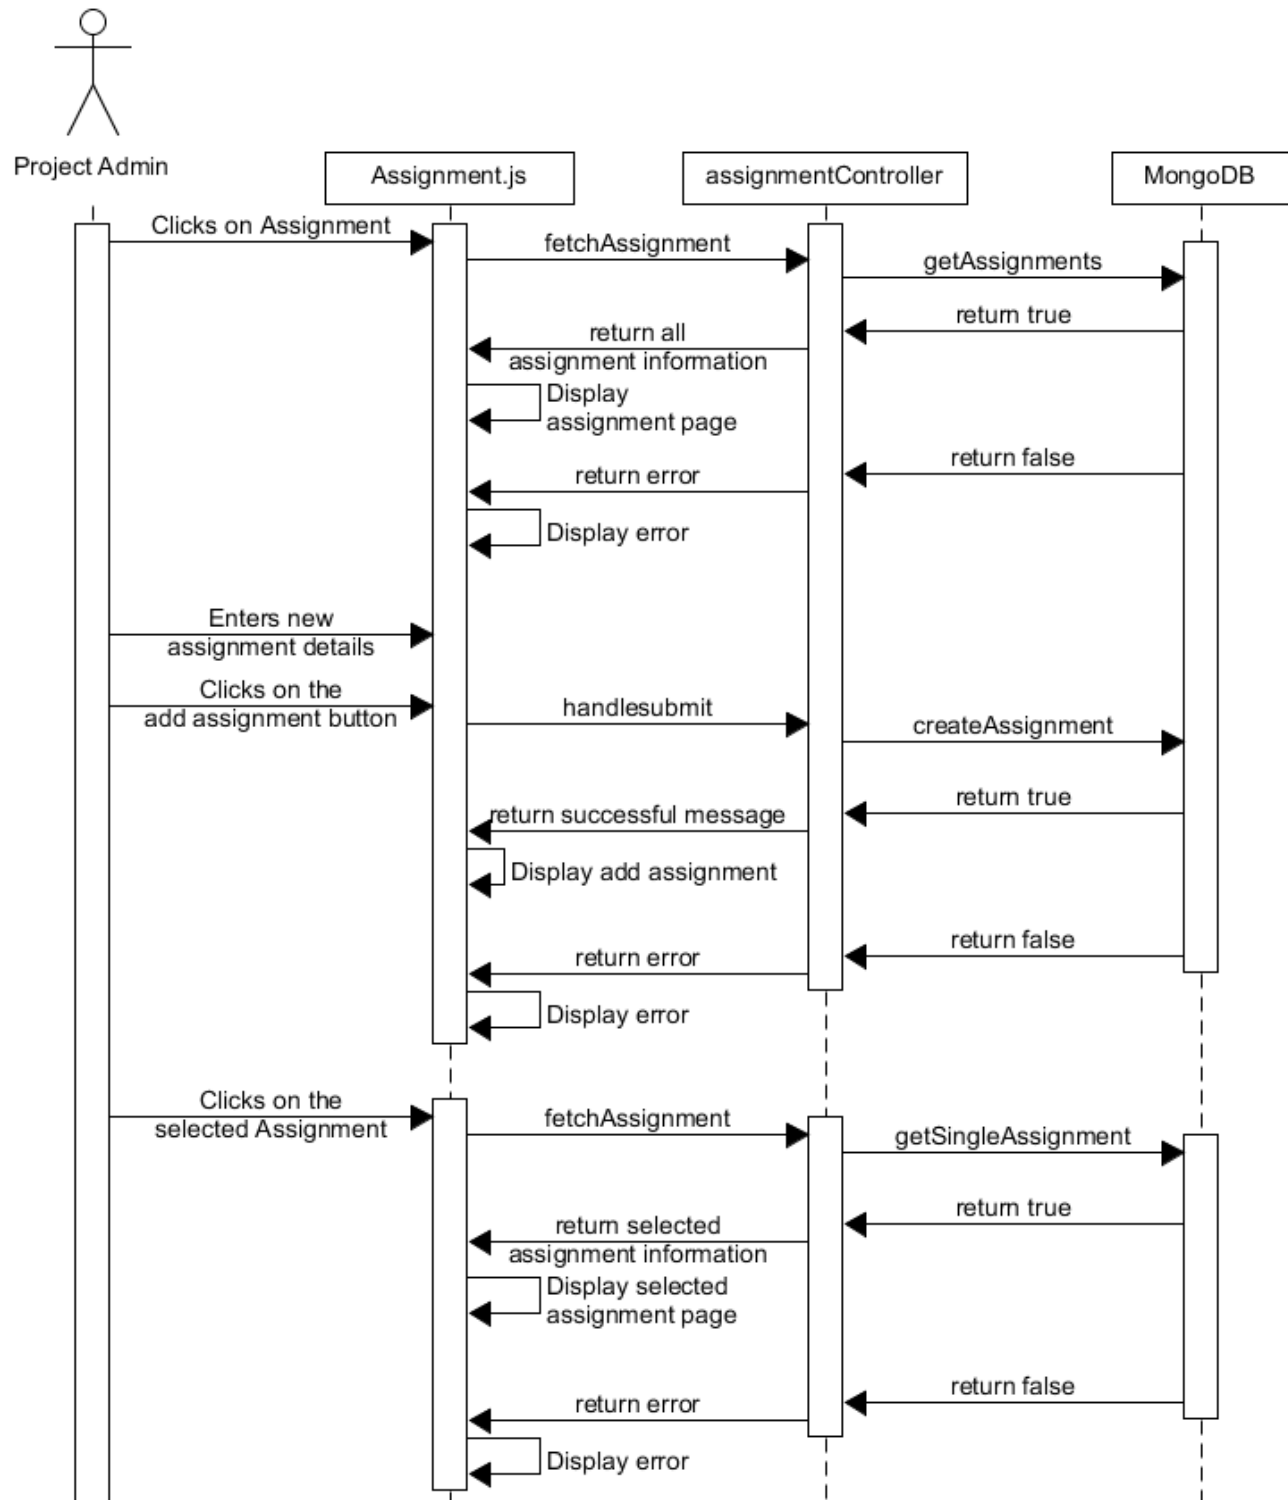 Project Admin
Assignment.js
assignmentController
MongoDB
Clicks on Assignment
fetchAssignment
getAssignments
return true
return all
assignment information
Display
assignment page
return false
return error
Display error
Enters new
assignment details
Clicks on the
add assignment button
handlesubmit
createAssignment
return true
return successful message
Display add assignment
return false
return error
Display error
Clicks on the
selected Assignment
fetchAssignment
getSingleAssignment
return true
return selected
assignment information
Display selected
assignment page
return false
return error
Display error